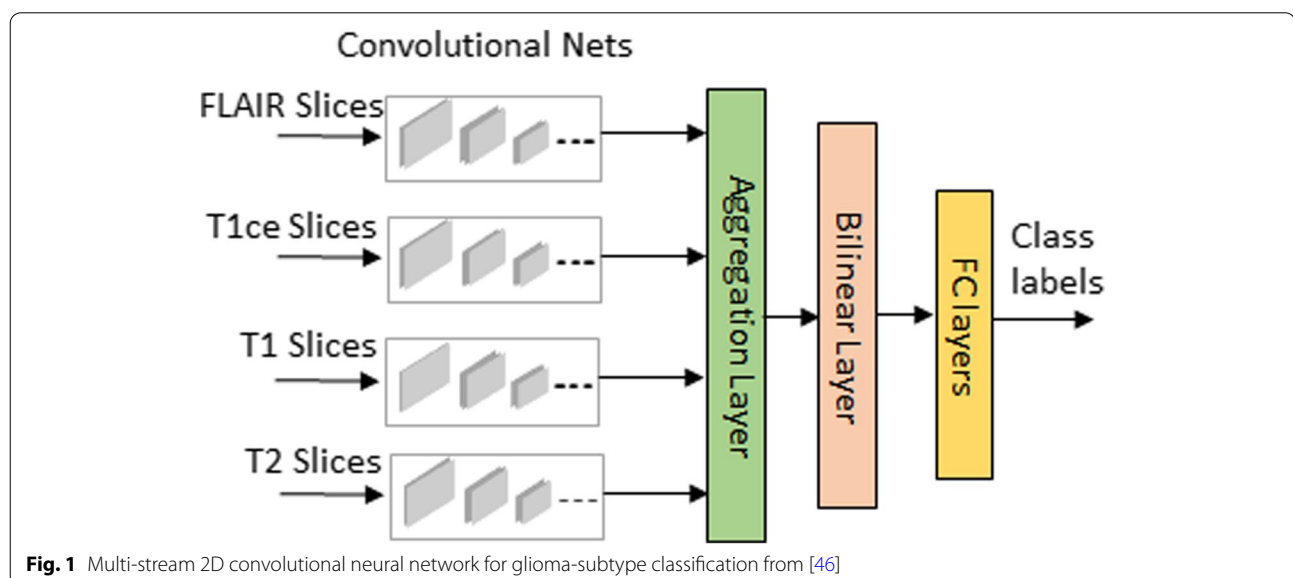 Convolutional Nets
FLAIR Slices
T1ce Slices
T1 Slices
T2 Slices
Aggregation Layer
Bilinear Layer
FC layers
Class
labels
Fig. 1 Multi-stream 2D convolutional neural network for glioma-subtype classification from [46]